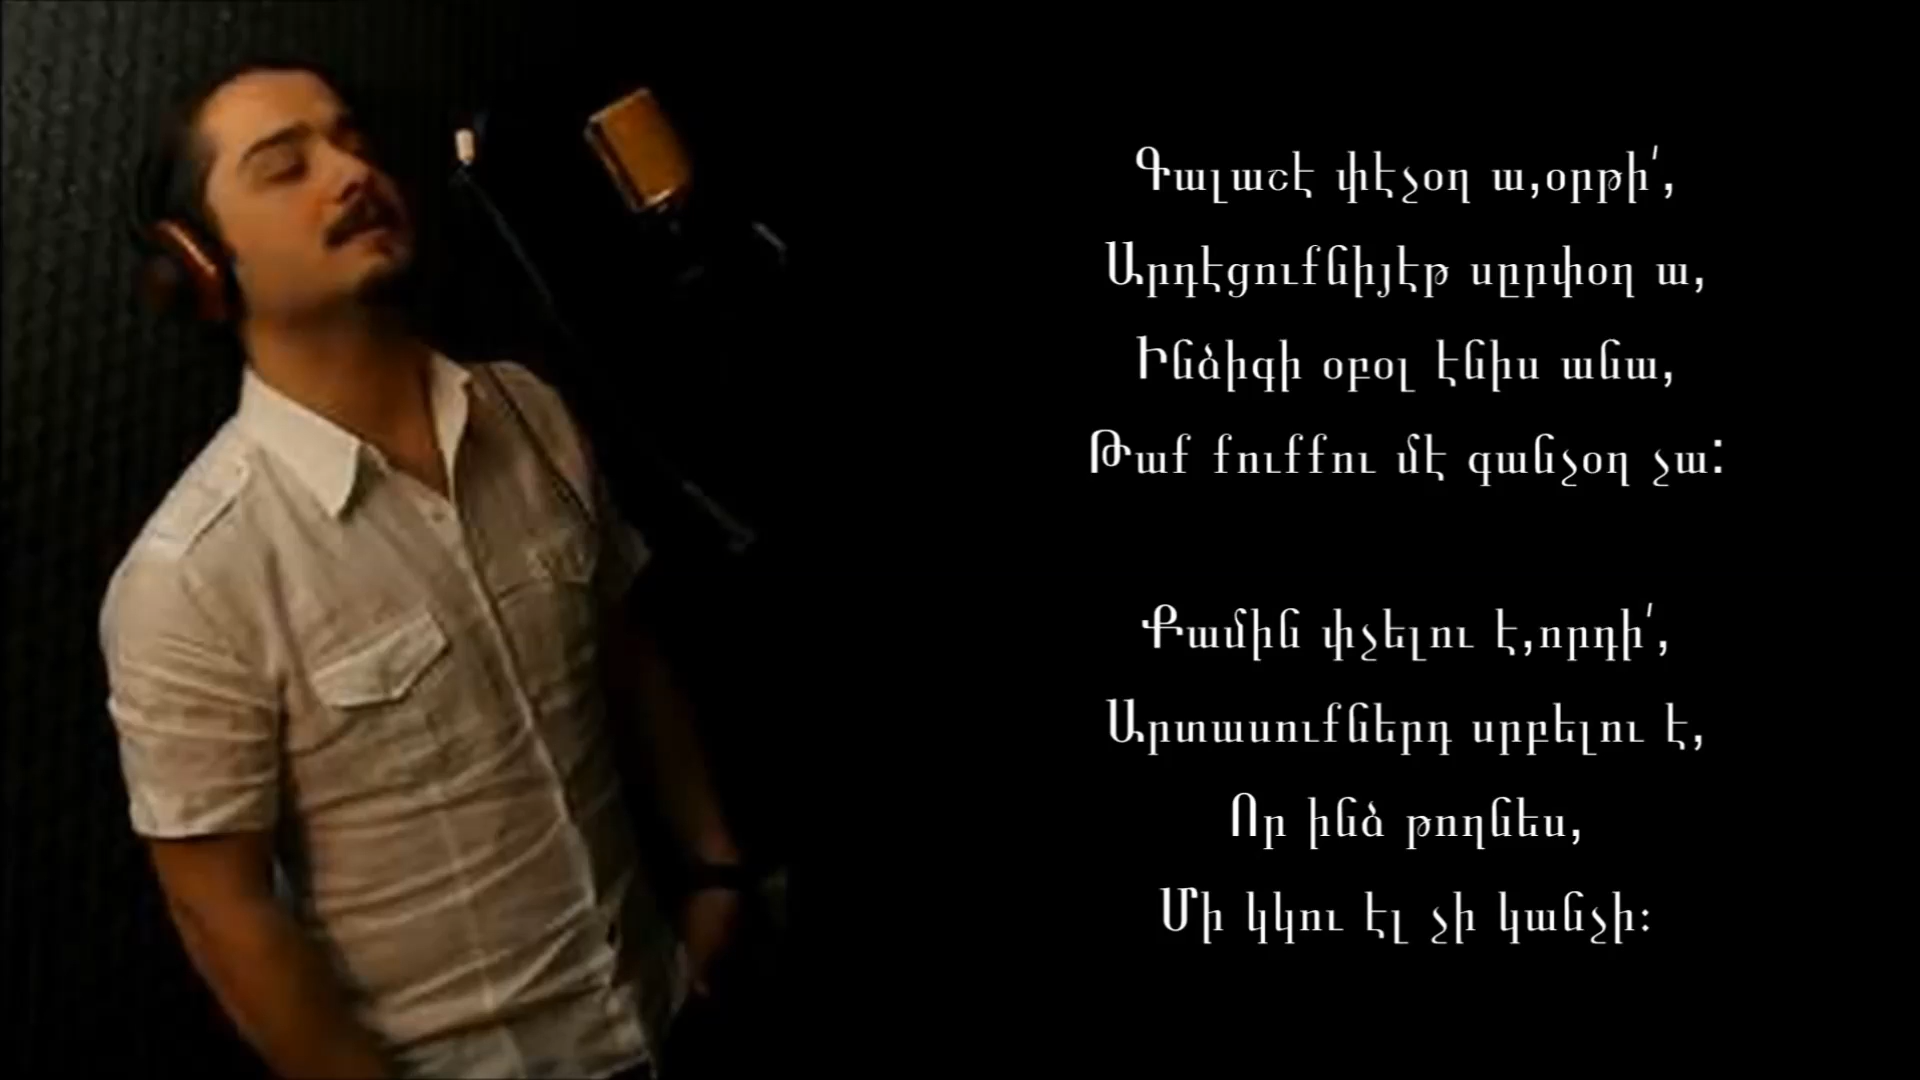 Գալաշէ փէչօղ ա,օրթի՛,
Արդէցուքնիյէթ սըրփօղ ա,
Ինձիգի օբօլ էնիս անա,
Թաք քուքքու մէ գանչօղ չա:
Քամին փչելու է,որդի՛,
Արտասուքներդ սրբելու է,
Որ ինձ թողնես,
Մի կկու էլ չի կանչի։